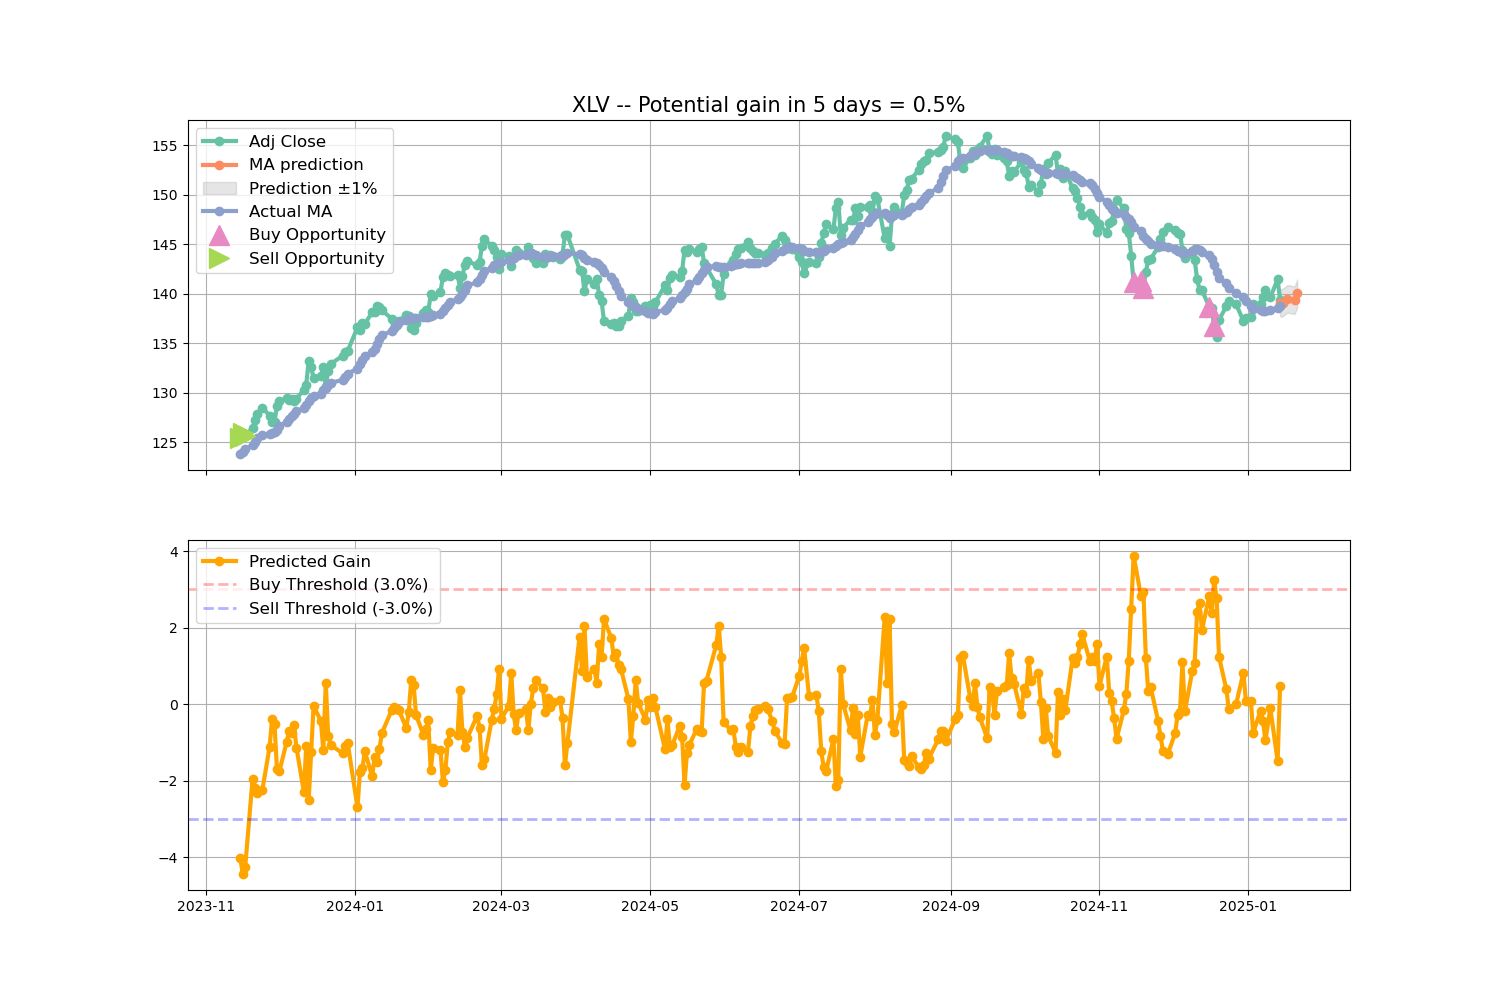 XLV -- Potential gain in 5 days = 0.5%
Adj Close
MA prediction
Prediction ±1%
Actual MA
Buy Opportunity
Sell Opportunity
155
150
145
140
135
130
125
Predicted Gain
Buy Threshold (3.0%)
Sell Threshold (-3.0%)
4
2
0
−2
−4
2023-11
2024-01
2024-03
2024-05
2024-07
2024-09
2024-11
2025-01